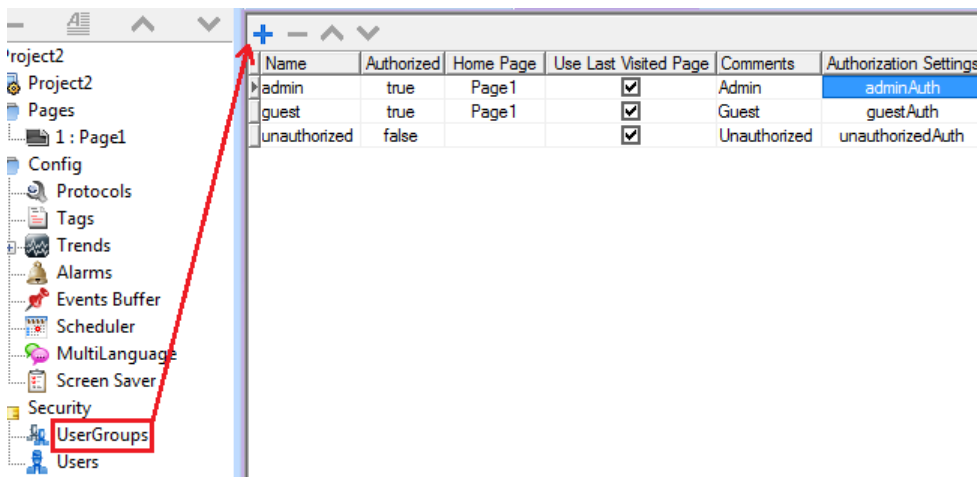 Project2
Project2
Pages
1 : Page1
Config
Protocols
Tags
Trends
Alarms
Events Buffer
Scheduler
MultiLanguage
Screen Saver
Security
UserGroups
Users
Name Authorized Home Page Use Last Visited Page Comments Authorization Settings
admin true Page1 Admin adminAuth
guest true Page1 Guest guestAuth
unauthorized false Unauthorized unauthorizedAuth